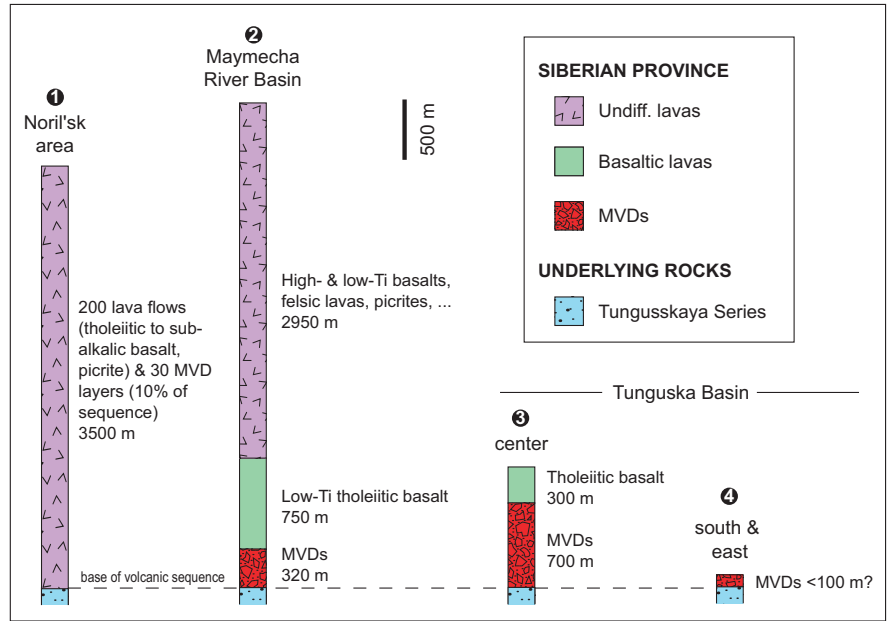 ❶
Noril'sk
area
200 lava flows
(tholeiitic to sub-
alkalic basalt,
picrite) & 30 MVD
layers (10% of
sequence)
3500 m
❷
Maymecha
River Basin
High- & low-Ti basalts,
felsic lavas, picrites, ...
2950 m
Low-Ti tholeiitic basalt
750 m
MVDs
320 m
base of volcanic sequence
500 m
SIBERIAN PROVINCE
Undiff. lavas
Basaltic lavas
MVDs
UNDERLYING ROCKS
Tungusskaya Series
Tunguska Basin
❸
center
Tholeiitic basalt
300 m
MVDs
700 m
❹
south &
east
MVDs <100 m?